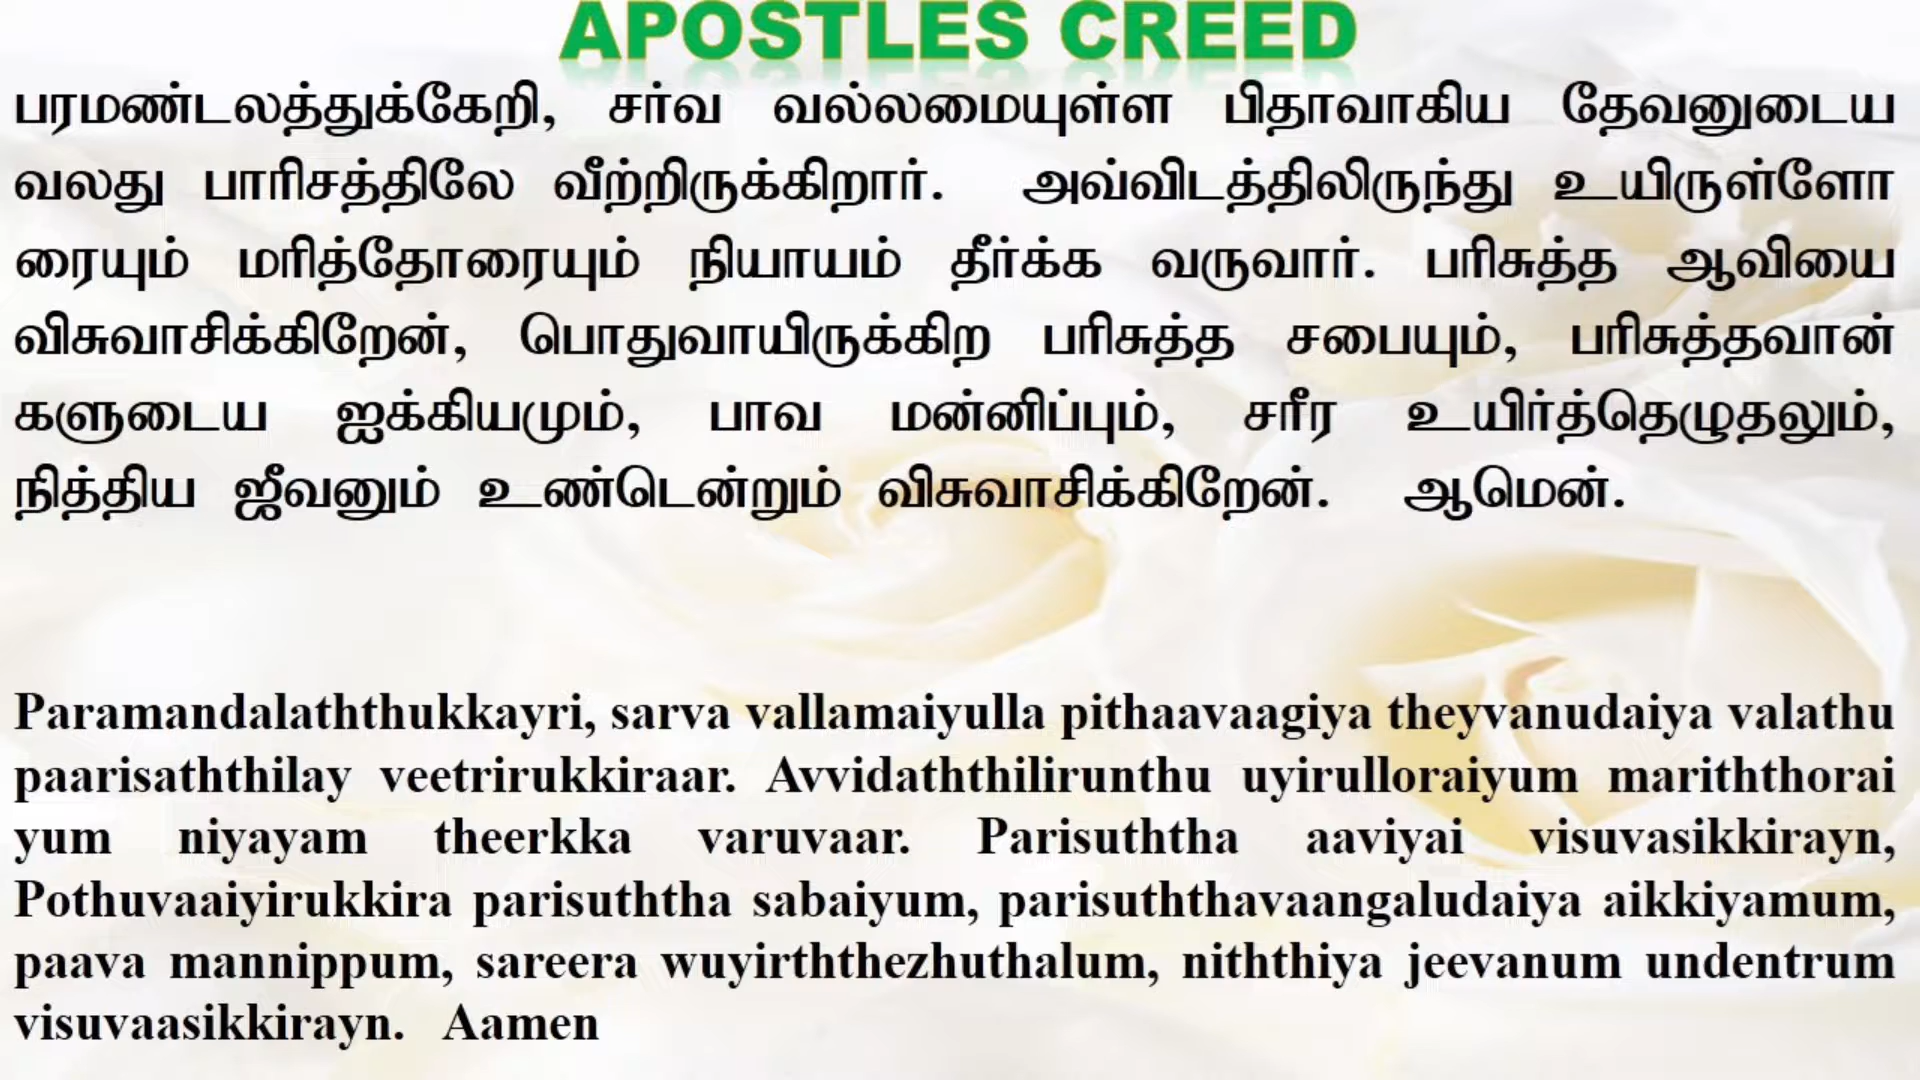 APOSTLES CREED
பரமண்டலத்துக்கேறி, சர்வ வல்லமையுள்ள பிதாவாகிய தேவனுடைய
வலது பாரிசத்திலே வீற்றிருக்கிறார். அவ்விடத்திலிருந்து உயிருள்ளோ
ரையும் மரித்தோரையும் நியாயம் தீர்க்க வருவார். பரிசுத்த ஆவியை
விசுவாசிக்கிறேன், பொதுவாயிருக்கிற பரிசுத்த சபையும், பரிசுத்தவான்
களுடைய ஐக்கியமும், பாவ மன்னிப்பும், சரீர உயிர்த்தெழுதலும்,
நித்திய ஜீவனும் உண்டென்றும் விசுவாசிக்கிறேன். ஆமென்.
Paramandalaththukkayri, sarva vallamaiyulla pithaavaagiya theyvanudaiya valathu
paarisaththilay veetrirukkiraar. Avvidaththilirunthu uyirulloraiyum mariththorai
yum niyayam theerkka varuvaar. Parisuththa aaviyai visuvasikkirayn,
Pothuvaaiyirukkira parisuththa sabaiyum, parisuththavaangaludaiya aikkiyamum,
paava mannippum, sareera wuyirththezhuthalum, niththiya jeevanum undentrum
visuvaasikkirayn. Aamen